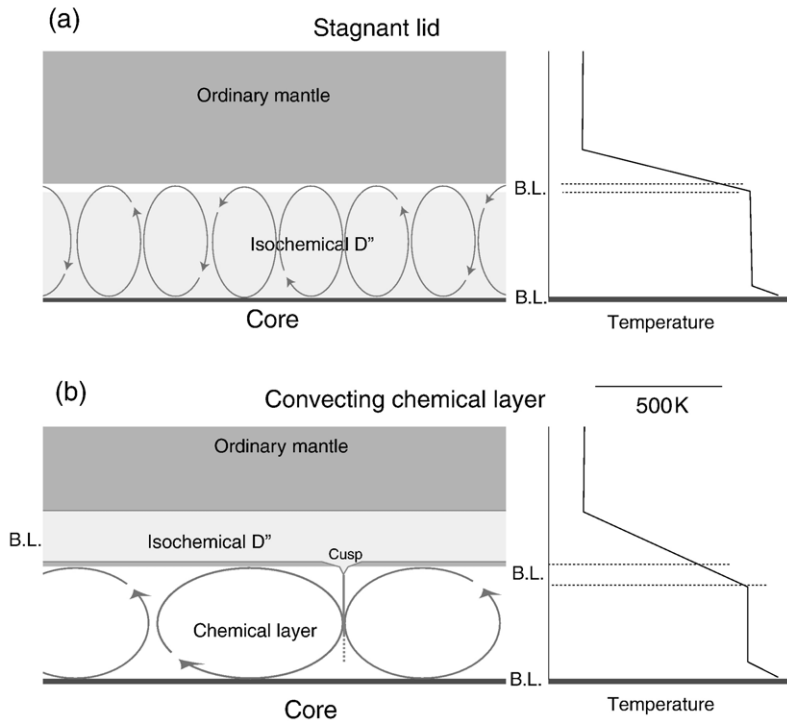 (a)
Stagnant lid
Ordinary mantle
B.L.
Isochemical D”
B.L.
Core
Temperature
(b)
Convecting chemical layer
500K
Ordinary mantle
B.L.
Isochemical D”
Cusp
B.L.
Chemical layer
B.L.
Core
Temperature